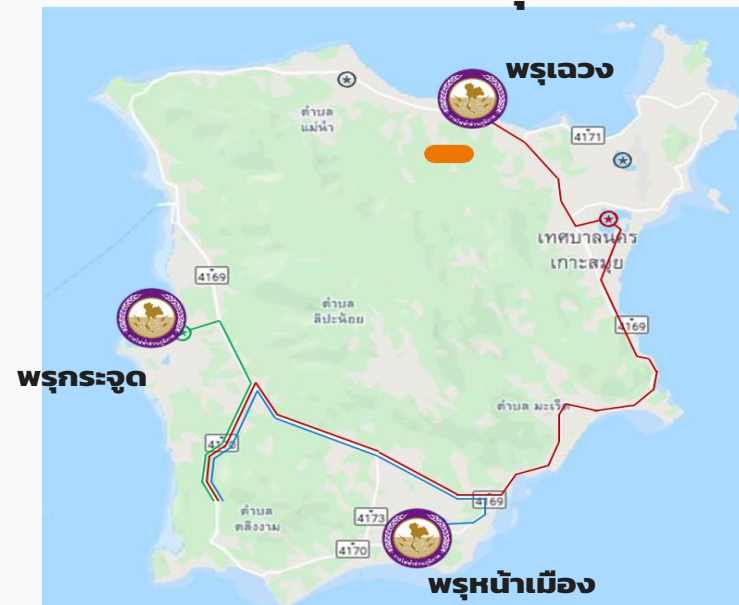 พรุเฉวง
ตำบล
แม่น้ำ
4171
เทศบาลนคร
เกาะสมุย
4169
ตำบล
ลิปะน้อย
4169
พรุกระจูด
ตำบล มะเร็ต
4170
4169
ตำบล
ตลิ่งงาม
4173
4170
พรุหน้าเมือง